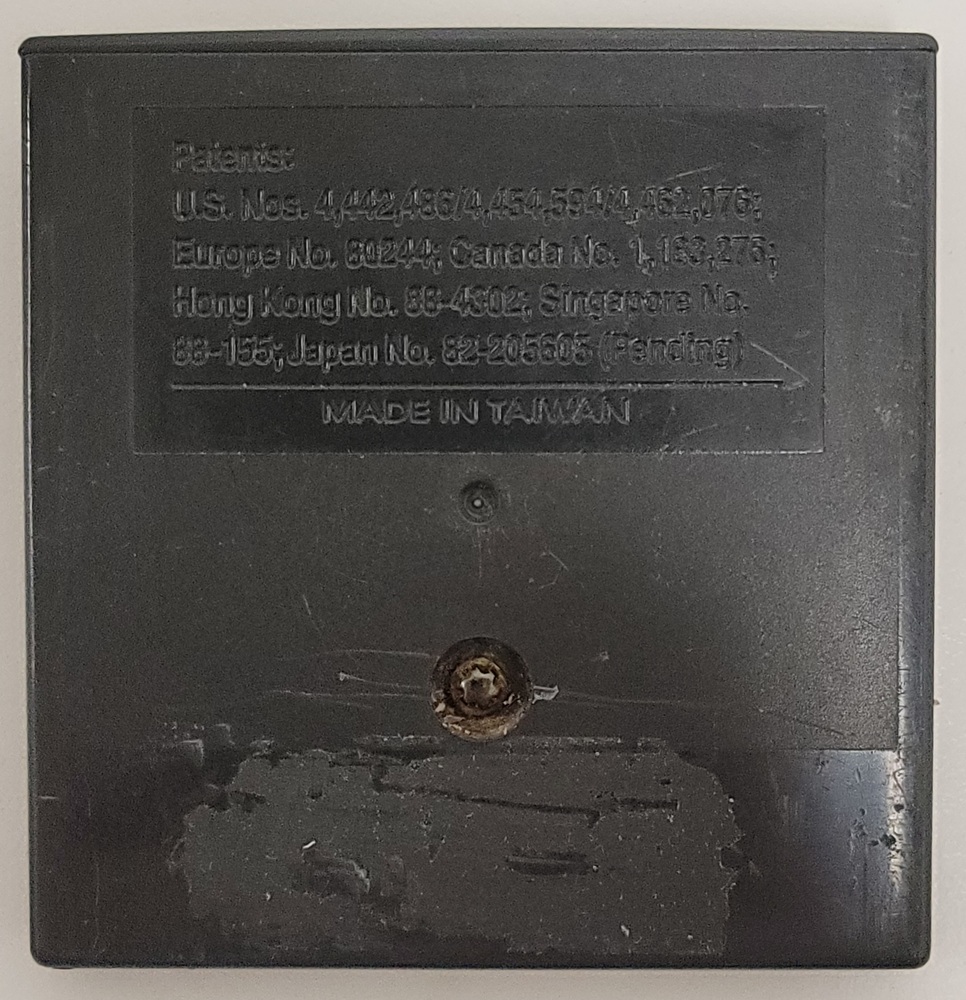 Patents:
U.S. Nos. 4,442,486/4,454,594/4,462,076;
Europe No. 80244; Canada No. 1,183,276;
Hong Kong No. 88-4302; Singapore No.
88-155; Japan No. 82-205605 (Pending)
MADE IN TAIWAN